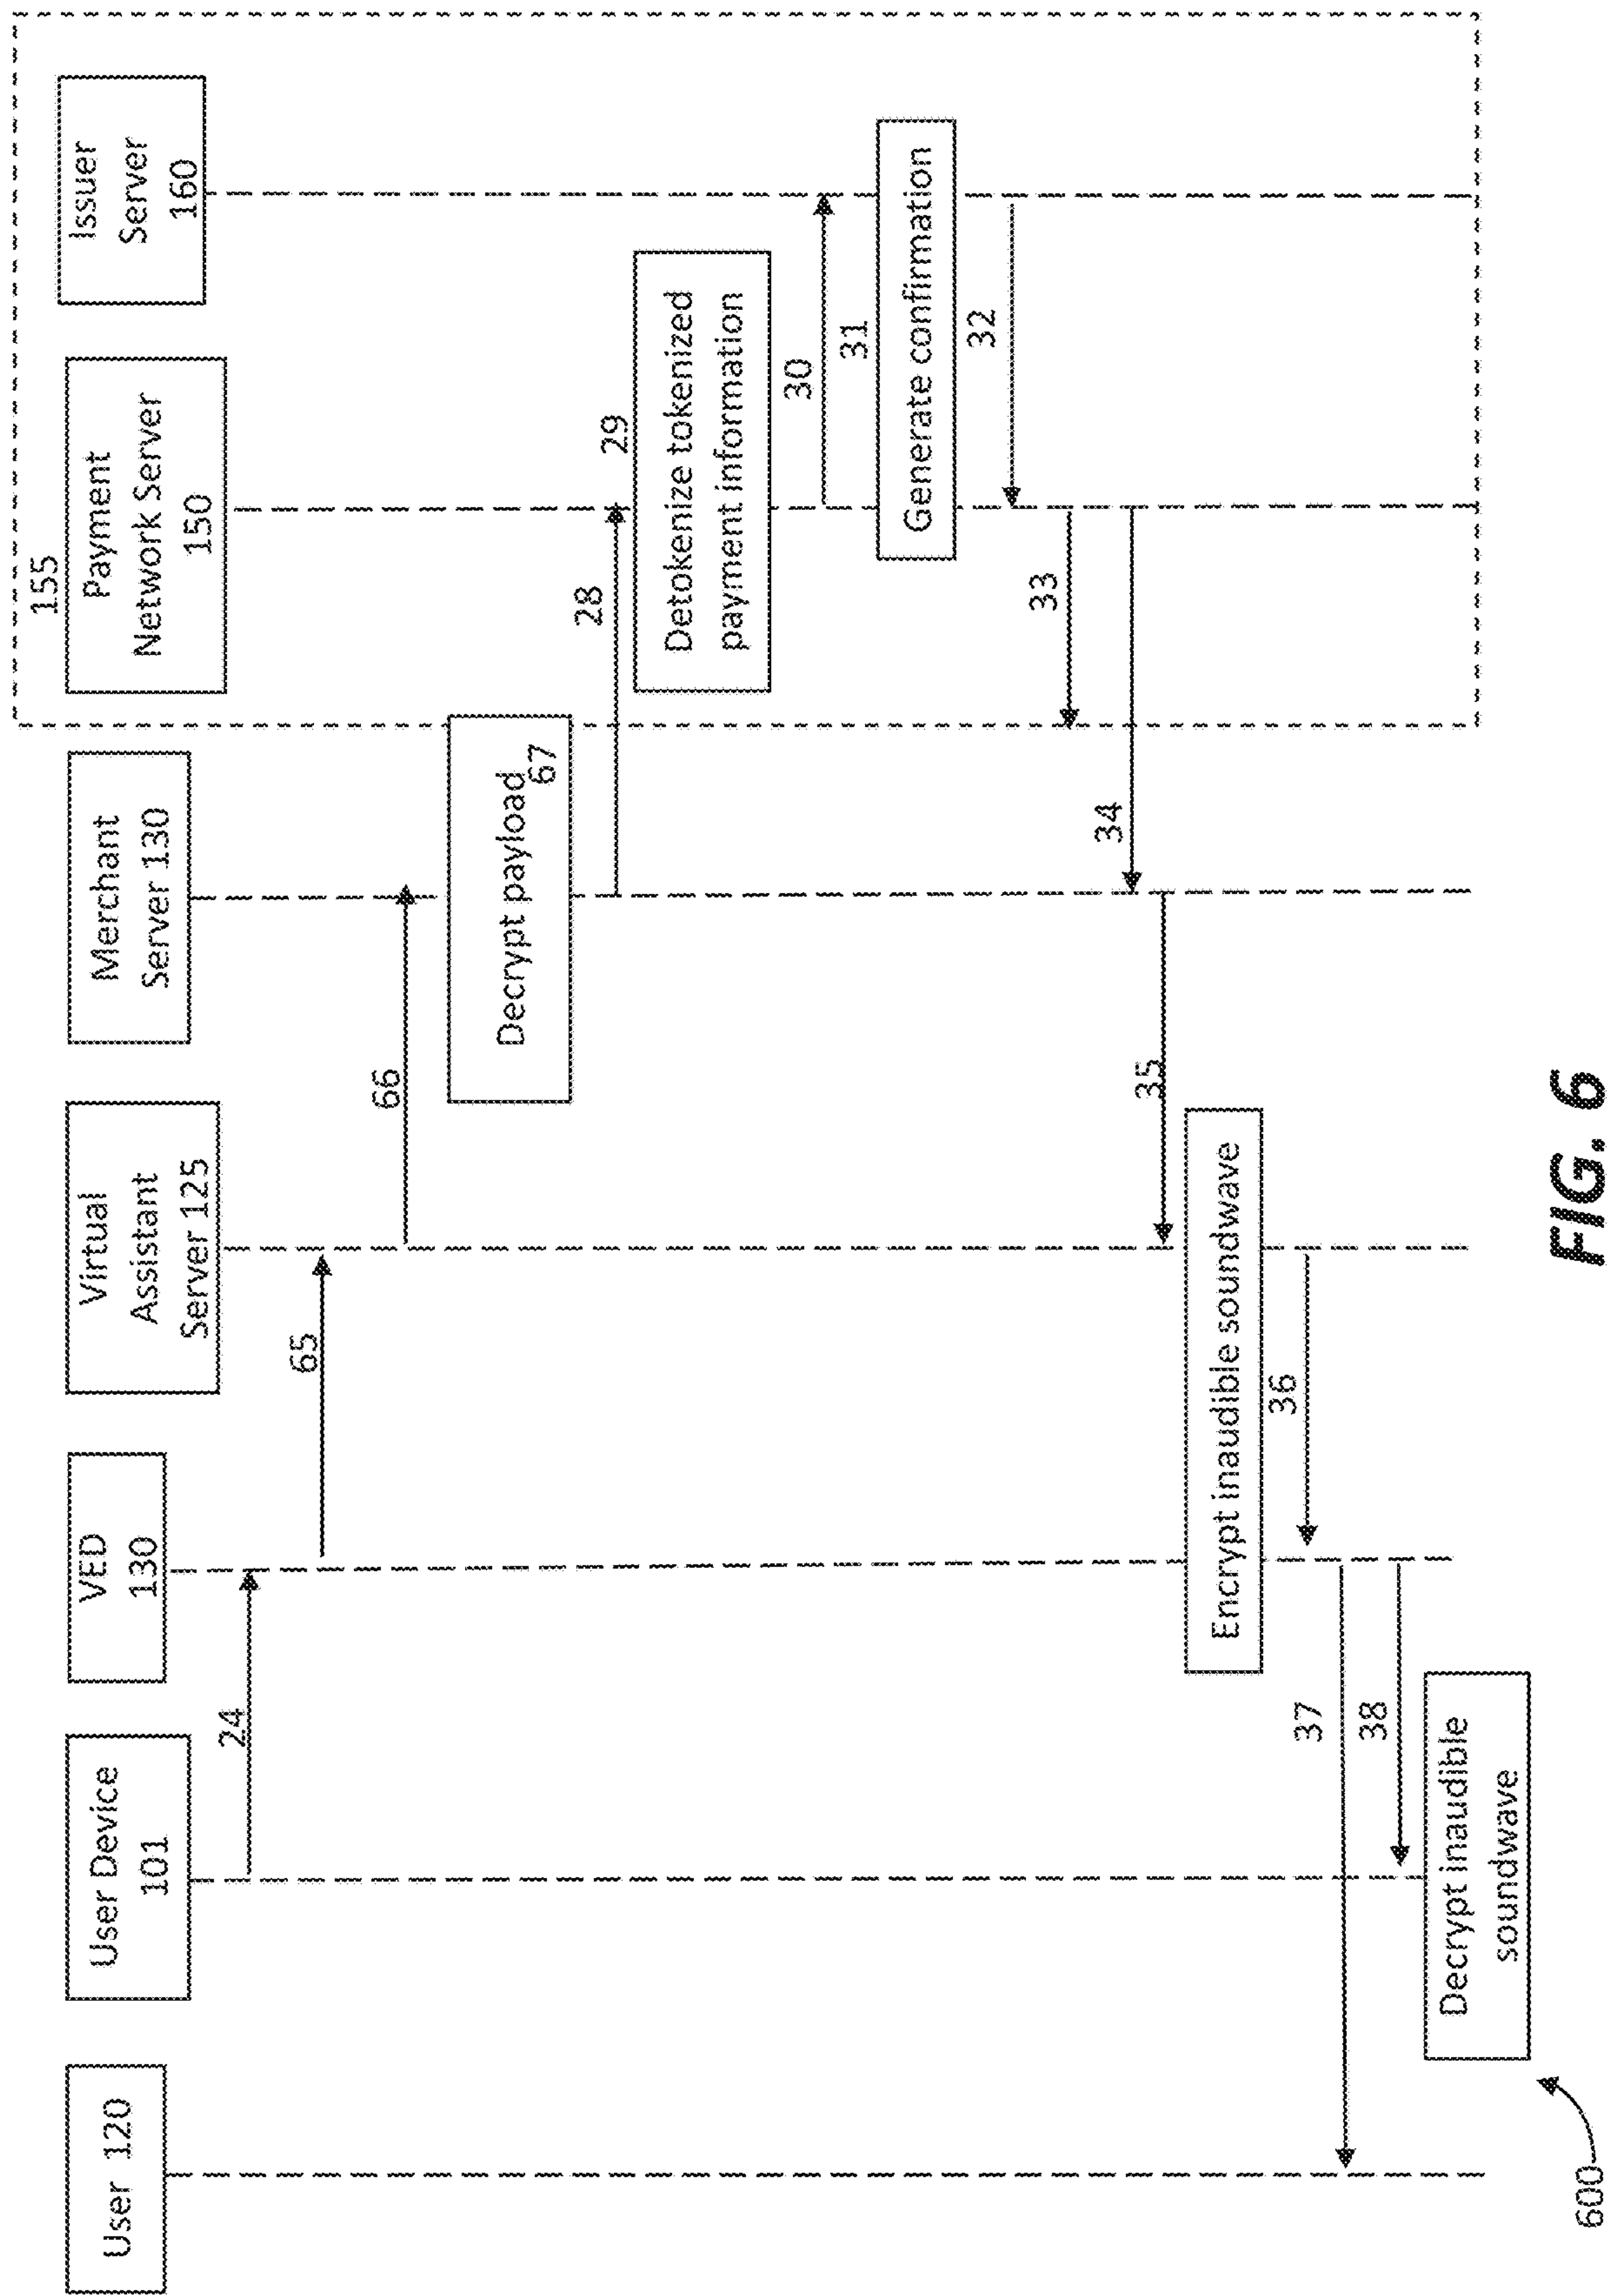 User 120
User Device
101
VED
130
Virtual
Assistant
Server 125
Merchant
Server 130
155
Payment
Network Server
150
Issuer
Server
160
24
65
66
Decrypt payload
67
28
29
Detokenize tokenized
payment information
30
31
Generate confirmation
32
33
34
35
Encrypt inaudible soundwave
36
37
38
Decrypt inaudible
soundwave
600
FIG. 6